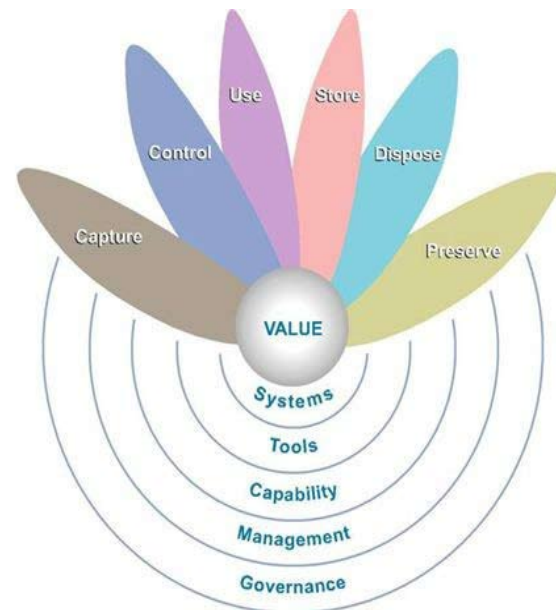 Capture
Control
Use
Store
Dispose
Preserve
VALUE
Systems
Tools
Capability
Management
Governance